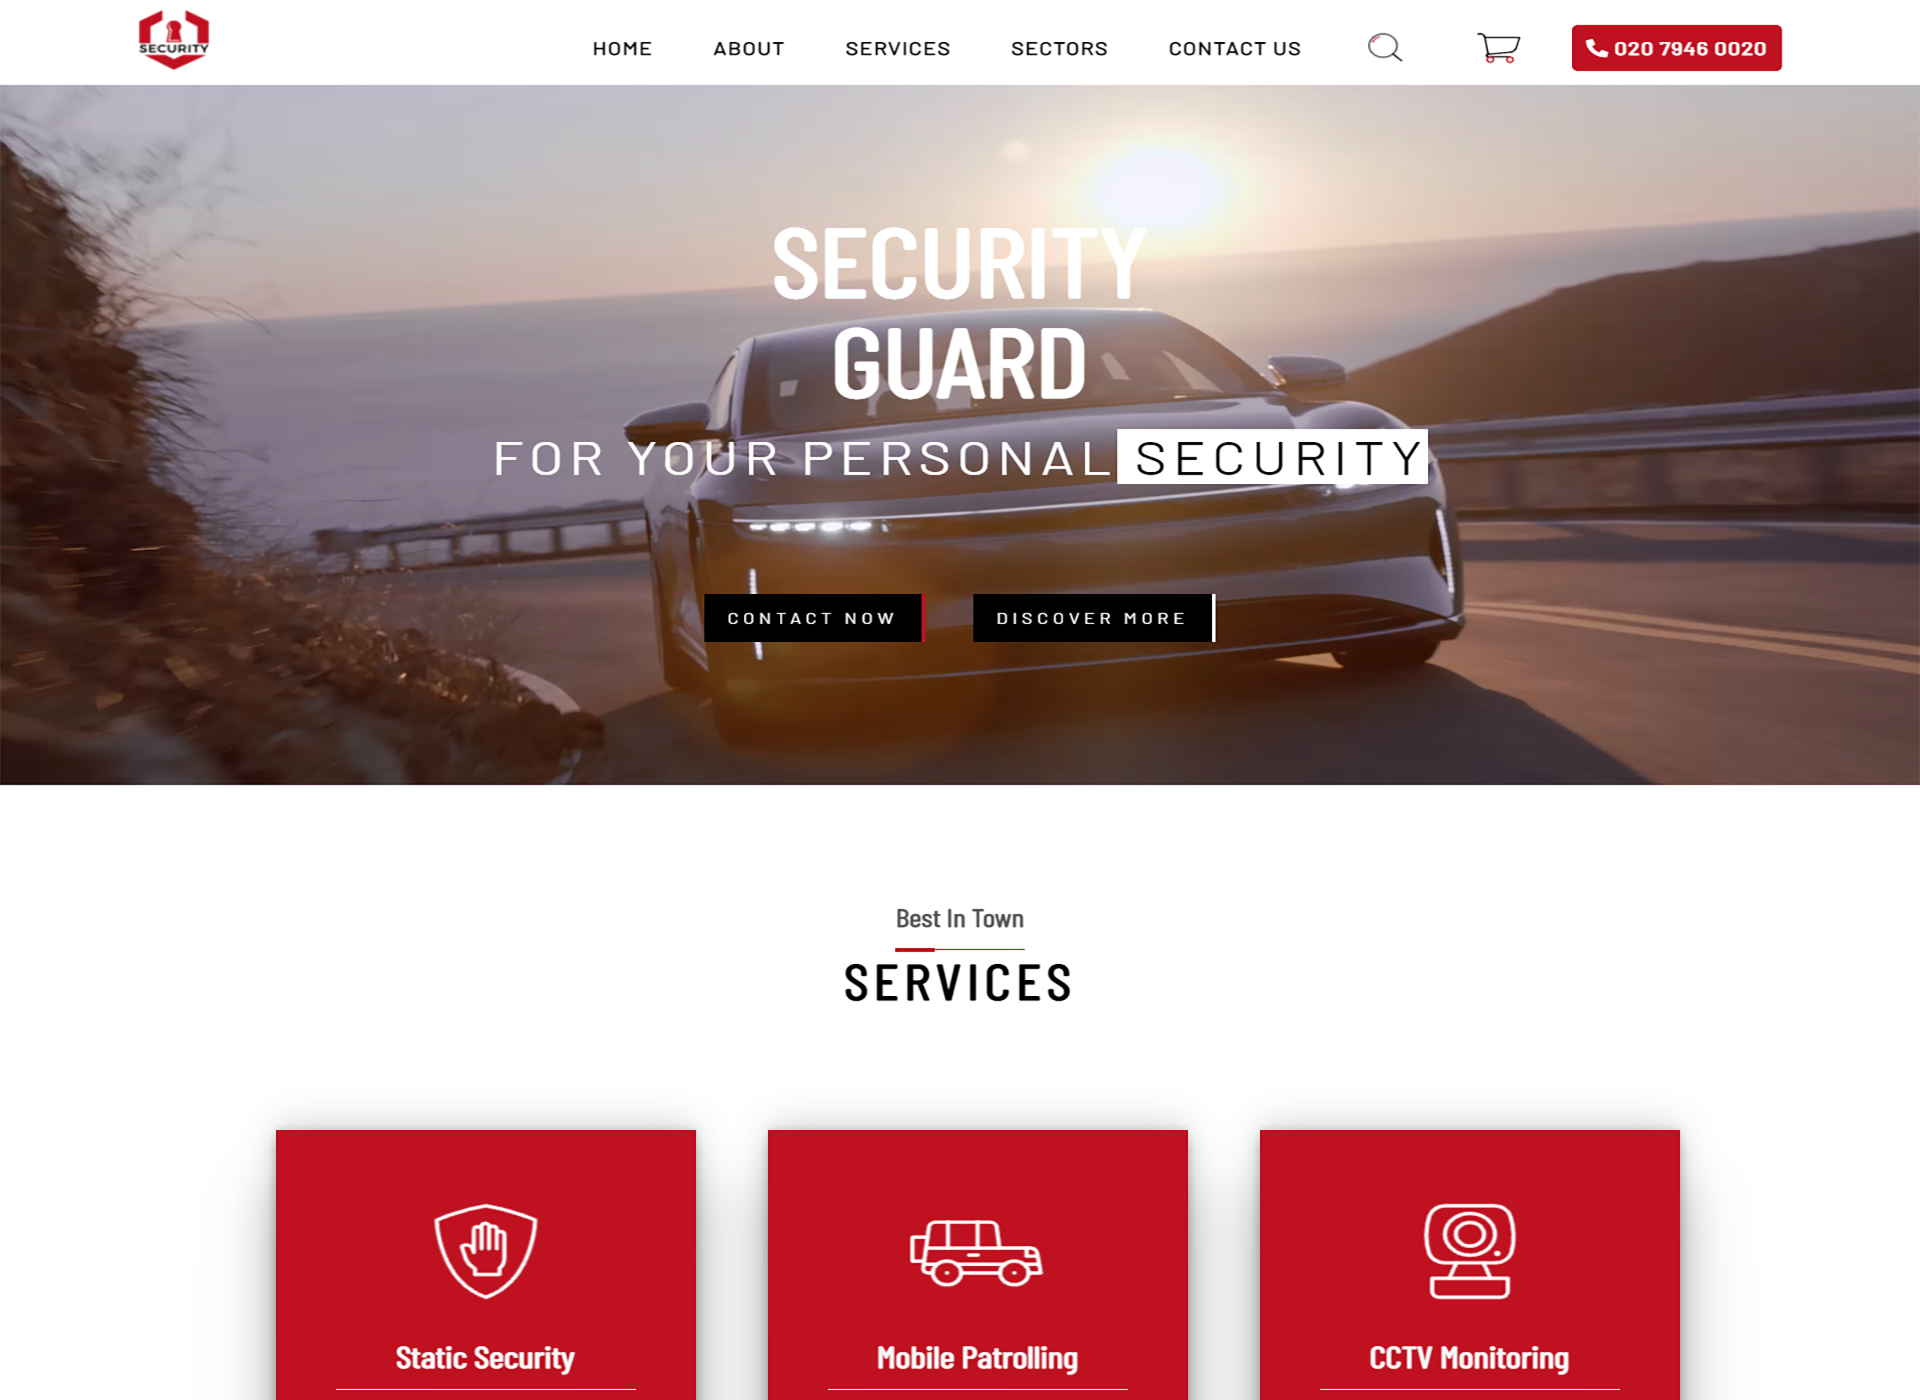 SECURITY
HOME ABOUT SERVICES SECTORS CONTACT US 020 7946 0020
SECURITY
GUARD
FOR YOUR PERSONAL SECURITY
CONTACT NOW DISCOVER MORE
Best In Town
SERVICES
Static Security Mobile Patrolling CCTV Monitoring